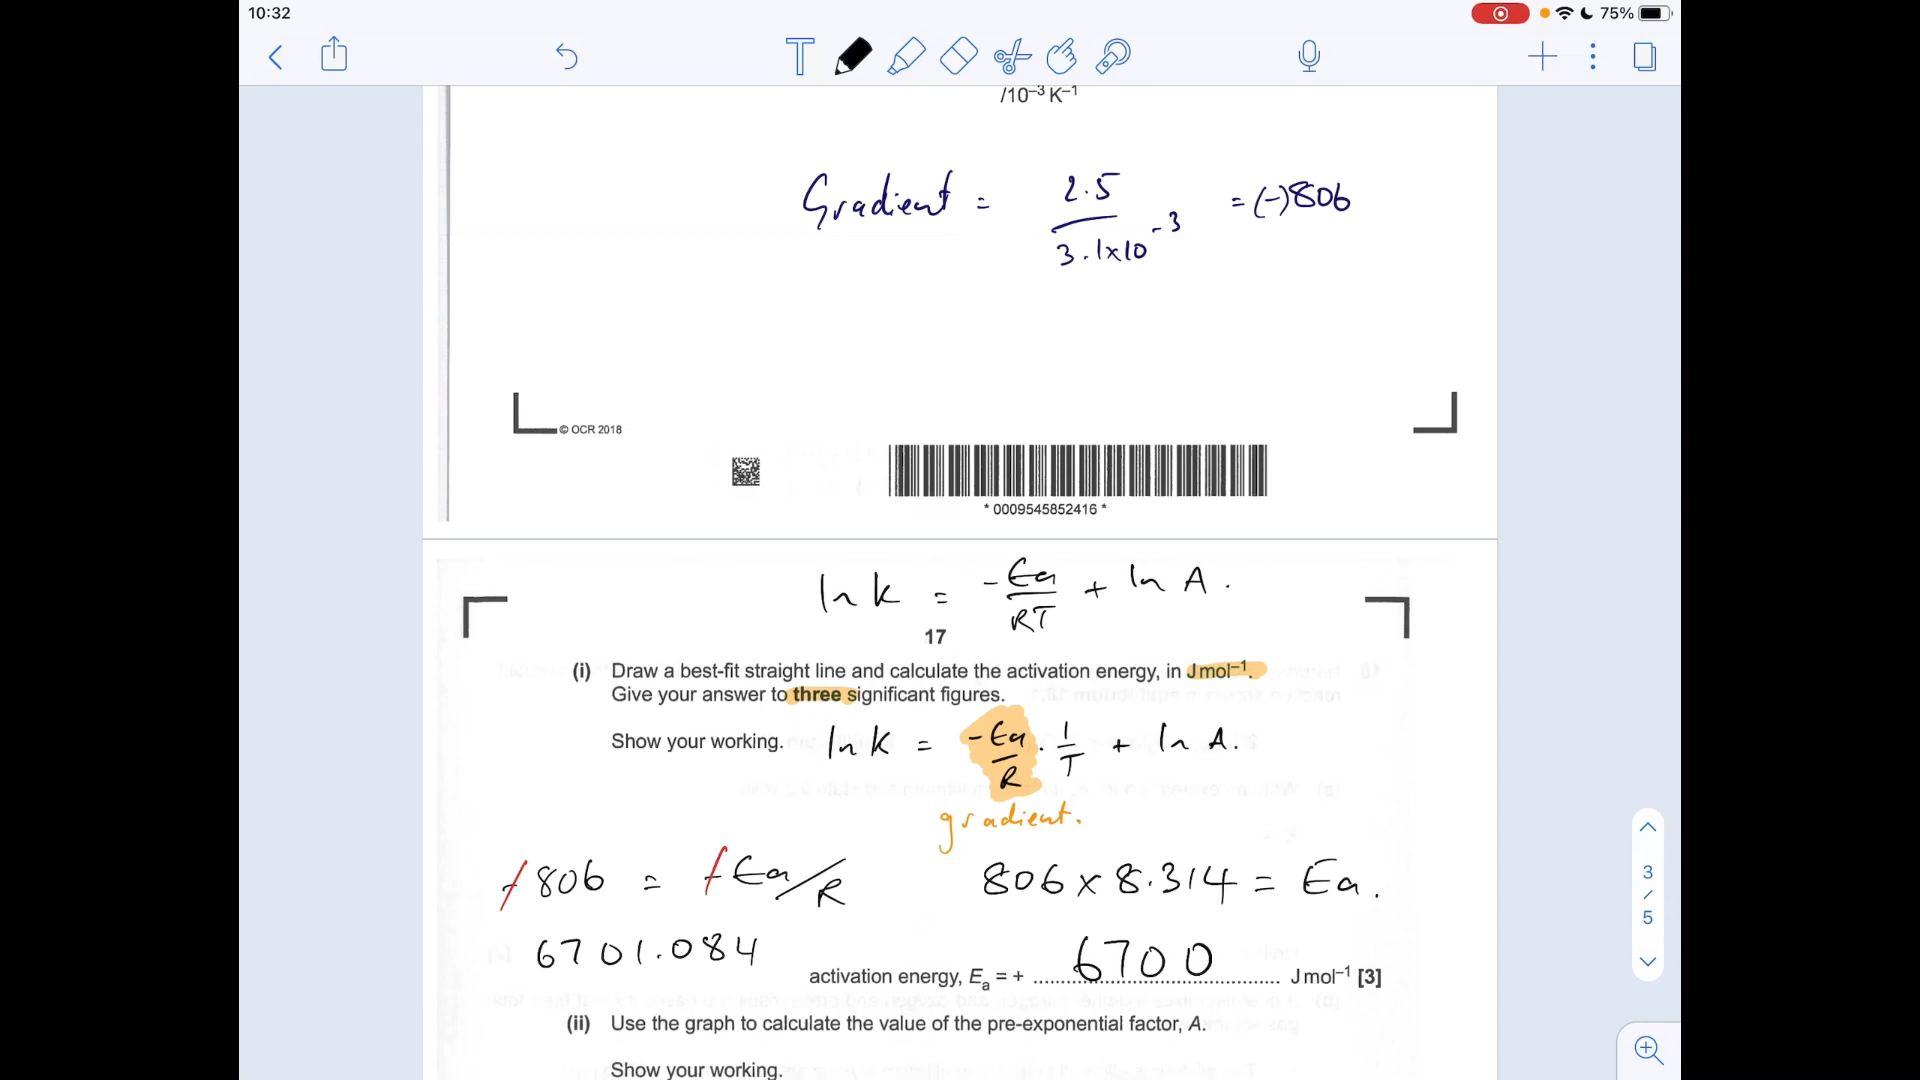 10:32
75%
T
/10⁻³ K⁻¹
Gradient = 2.5 / 3.1x10⁻³ = (-)806
© OCR 2018
* 0009545852416 *
ln k = -Ea/RT + ln A.
17
(i) Draw a best-fit straight line and calculate the activation energy, in J mol⁻¹.
Give your answer to three significant figures.
Show your working. ln k = -Ea/R . 1/T + ln A.
gradient.
-806 = -Ea/R
806 x 8.314 = Ea.
6701.084
activation energy, Ea = + 6700 J mol⁻¹ [3]
(ii) Use the graph to calculate the value of the pre-exponential factor, A.
Show your working.
3
/
5